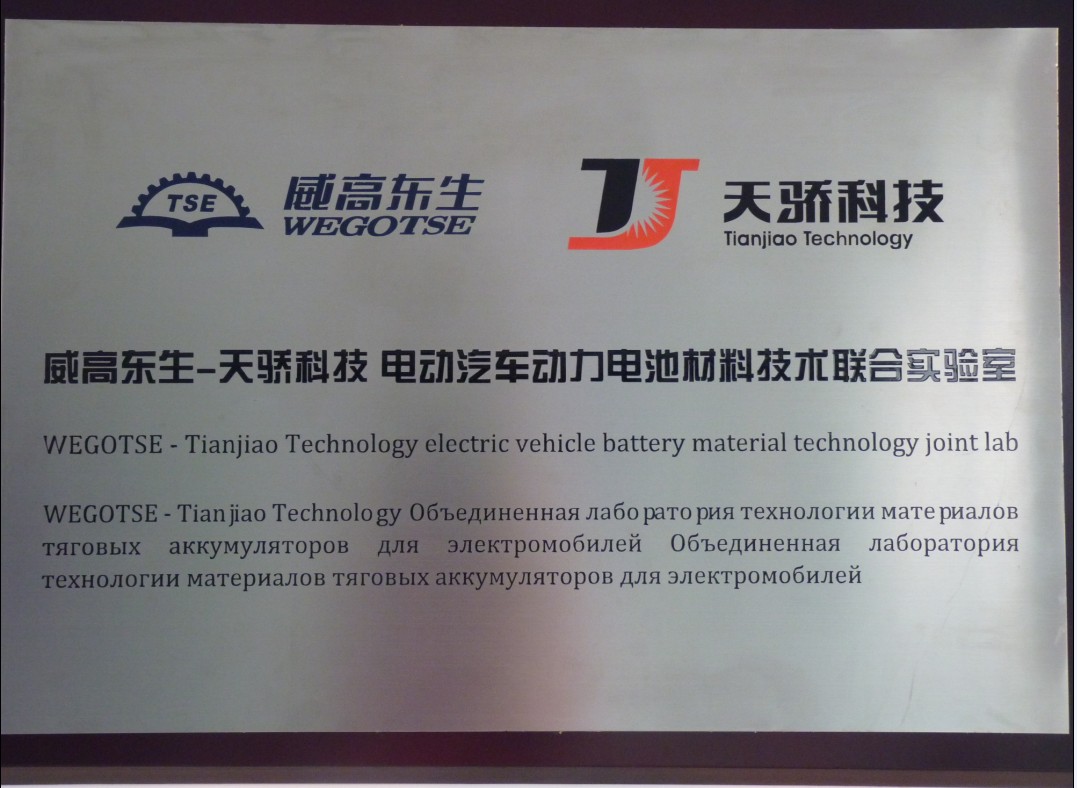 TSE
威高东生
WEGOTSE
天骄科技
Tianjiao Technology
威高东生-天骄科技 电动汽车动力电池材料技术联合实验室
WEGOTSE - Tianjiao Technology electric vehicle battery material technology joint lab
WEGOTSE - Tianjiao Technology Объединенная лаборатория технологии материалов
тяговых аккумуляторов для электромобилей Объединенная лаборатория
технологии материалов тяговых аккумуляторов для электромобилей